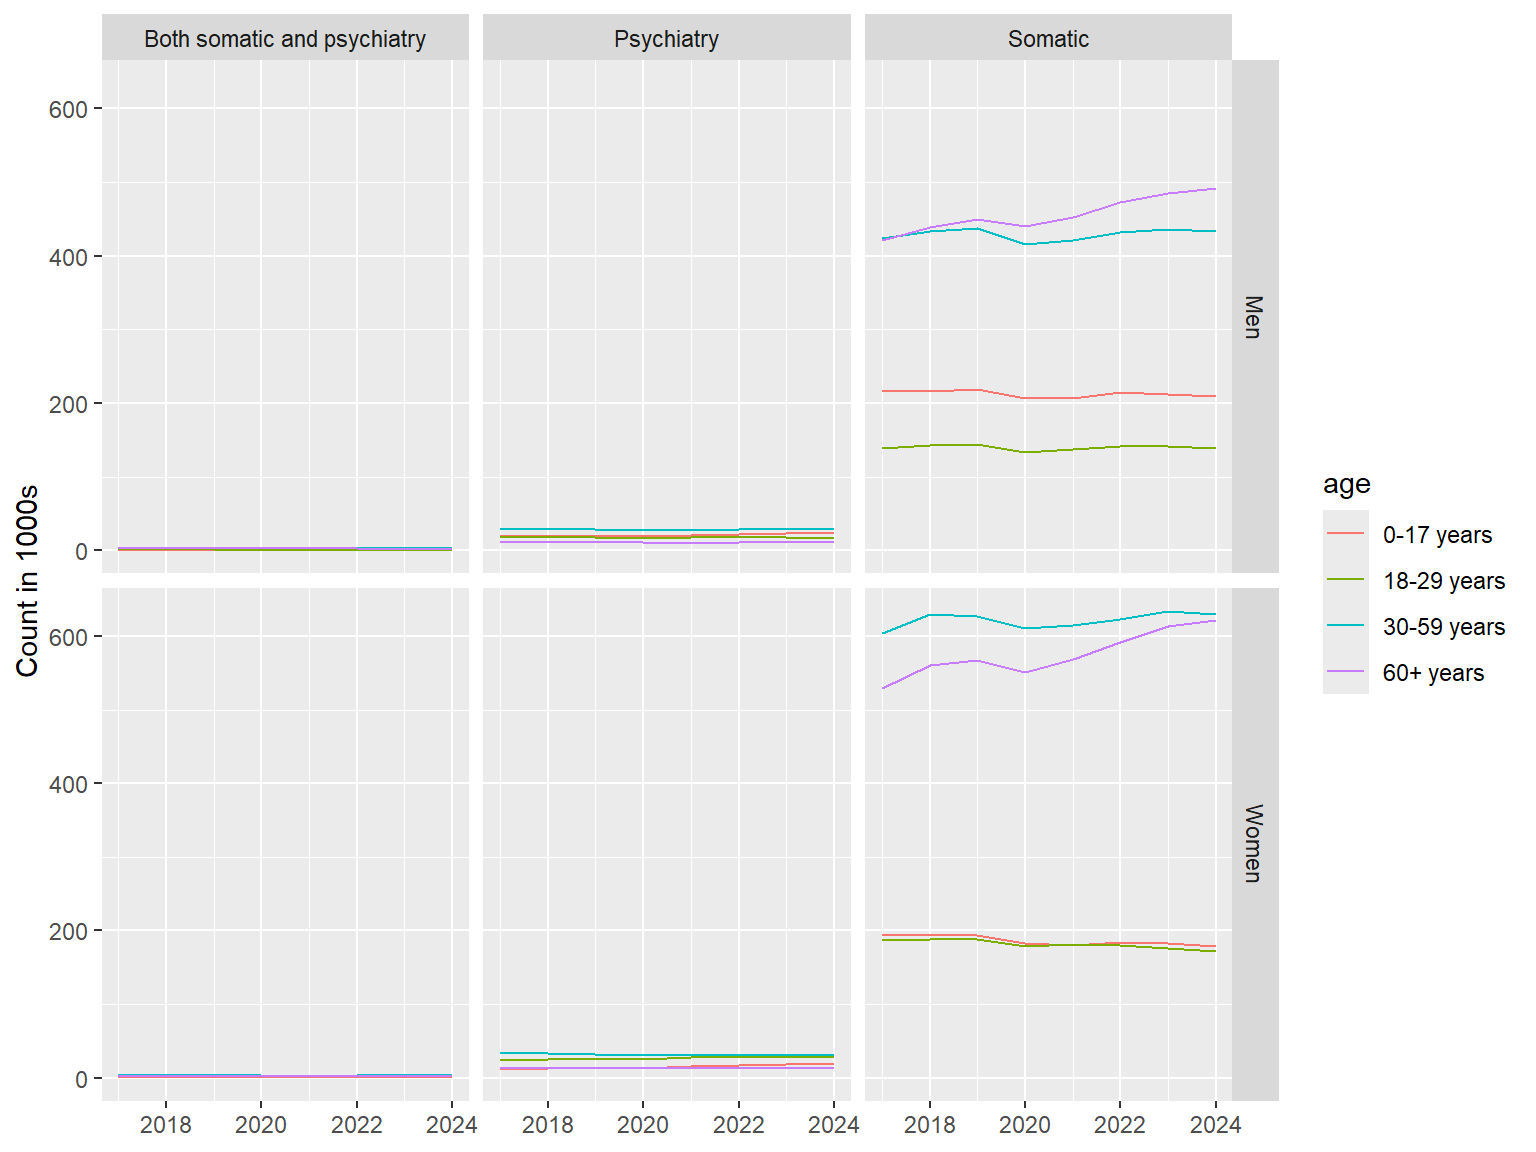 Both somatic and psychiatry
Psychiatry
Somatic
Count in 1000s
600
400
200
0
Men
600
400
200
0
Women
2018 2020 2022 2024
2018 2020 2022 2024
2018 2020 2022 2024
age
0-17 years
18-29 years
30-59 years
60+ years